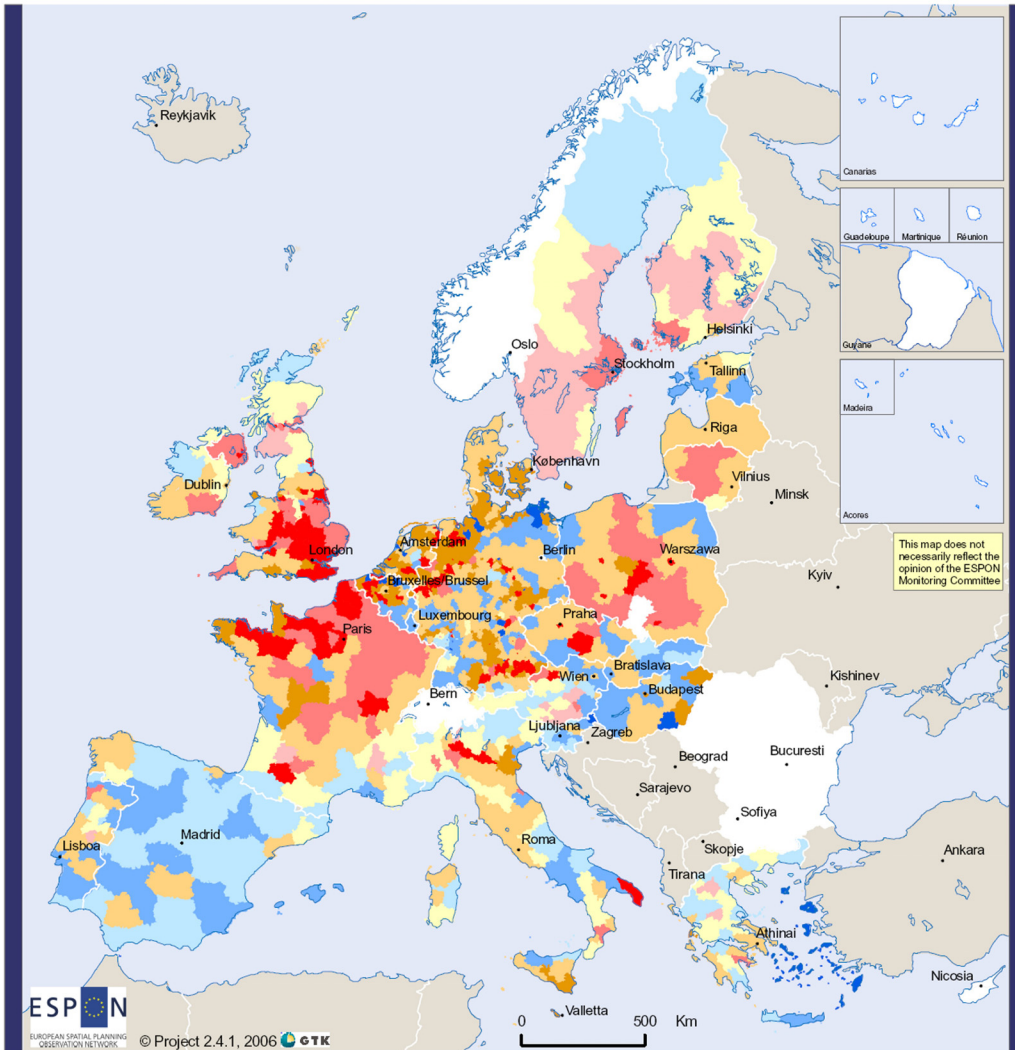 Reykjavik
Canarias
Guadeloupe
Martinique
Réunion
Guyane
Madeira
Acores
Oslo
Helsinki
Stockholm
Tallinn
Riga
København
Vilnius
Minsk
Dublin
London
Amsterdam
Berlin
Warszawa
This map does not
necessarily reflect the
opinion of the ESPON
Monitoring Committee
Bruxelles/Brussel
Kyiv
Luxembourg
Praha
Paris
Wien
Bratislava
Budapest
Kishinev
Bern
Ljubljana
Zagreb
Beograd
Bucuresti
Sarajevo
Sofiya
Madrid
Lisboa
Roma
Skopje
Tirana
Ankara
Athinai
Nicosia
Valletta
0 500 Km
ESPON
EUROPEAN SPATIAL PLANNING
OBSERVATION NETWORK
© Project 2.4.1, 2006 GTK